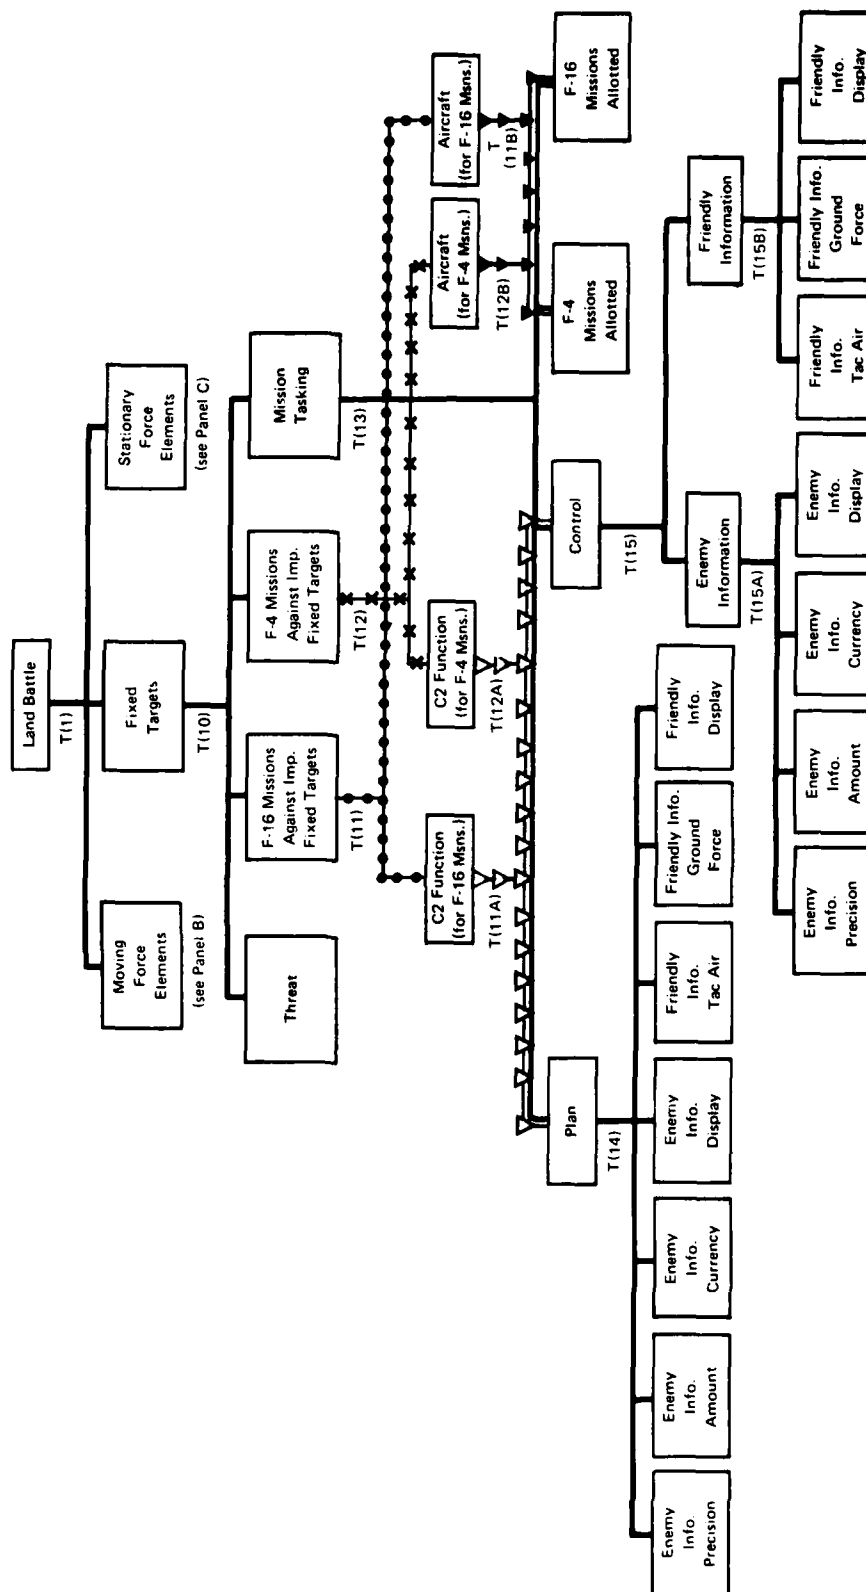 Land Battle
T(1)
Moving
Force
Elements
(see Panel B)
Fixed
Targets
T(10)
Stationary
Force
Elements
(see Panel C)
Threat
F-16 Missions
Against Imp.
Fixed Targets
T(11)
F-4 Missions
Against Imp.
Fixed Targets
T(12)
Mission
Tasking
T(13)
C2 Function
(for F-16 Msns.)
T(11A)
C2 Function
(for F-4 Msns.)
T(12A)
Aircraft
(for F-4 Msns.)
T(12B)
Aircraft
(for F-16 Msns.)
T
(11B)
Plan
T(14)
Control
T(15)
F-4
Missions
Allotted
F-16
Missions
Allotted
Enemy
Info.
Precision
Enemy
Info.
Amount
Enemy
Info.
Currency
Enemy
Info.
Display
Friendly
Info.
Tac Air
Friendly Info.
Ground
Force
Friendly
Info.
Display
Enemy
Information
T(15A)
Friendly
Information
T(15B)
Enemy
Info.
Precision
Enemy
Info.
Amount
Enemy
Info.
Currency
Enemy
Info.
Display
Friendly
Info.
Tac Air
Friendly Info.
Ground
Force
Friendly
Info.
Display